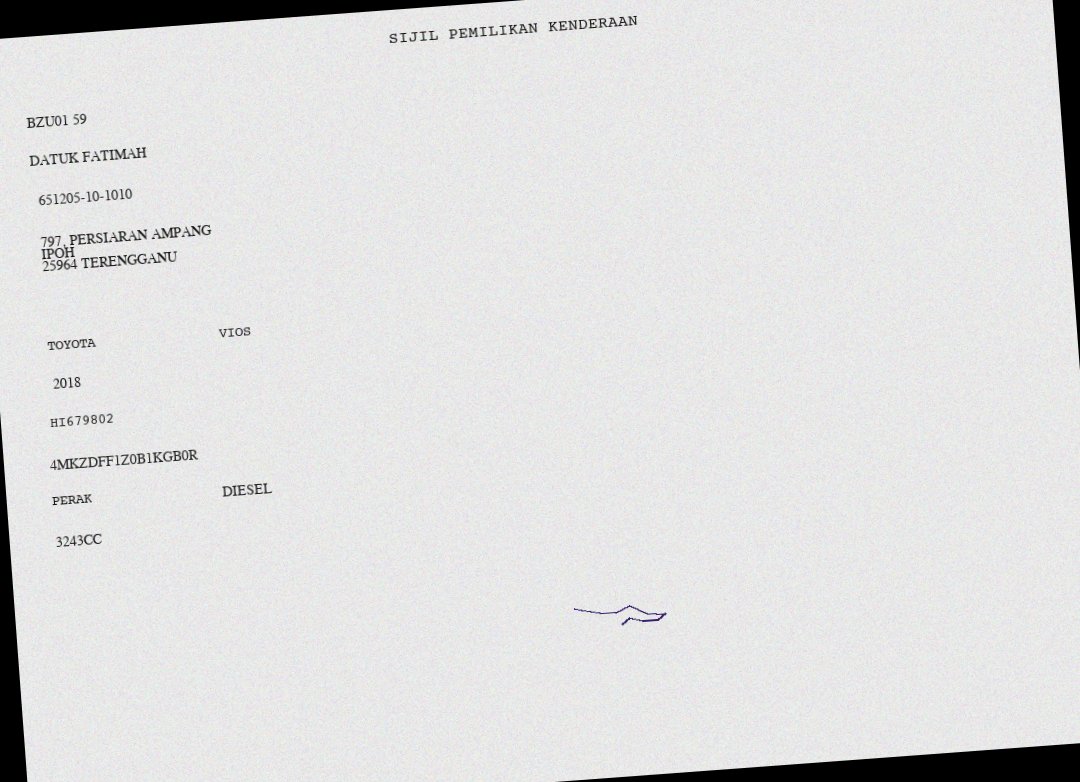 SIJIL PEMILIKAN KENDERAAN
BZU01 59
DATUK FATIMAH
651205-10-1010
797, PERSIARAN AMPANG
IPOH
25964 TERENGGANU
TOYOTA VIOS
2018
HI679802
4MKZDFF1Z0B1KGB0R
PERAK DIESEL
3243CC